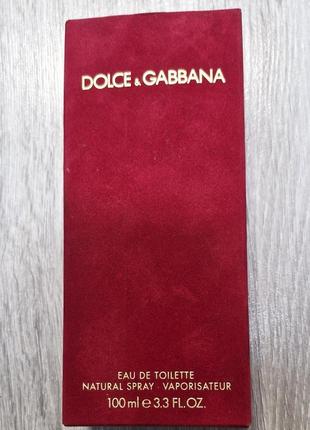 DOLCE & GABBANA
EAU DE TOILETTE
NATURAL SPRAY · VAPORISATEUR
100 ml e 3.3 FL.OZ.